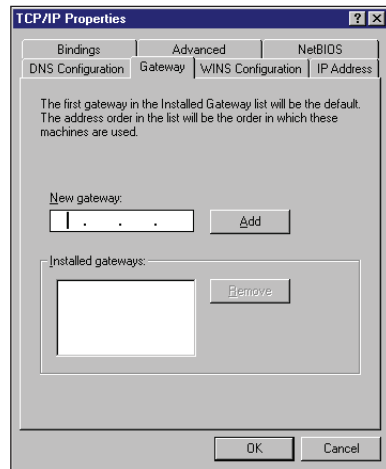 TCP/IP Properties ? ×
Bindings Advanced NetBIOS
DNS Configuration Gateway WINS Configuration IP Address
The first gateway in the Installed Gateway list will be the default.
The address order in the list will be the order in which these
machines are used.
New gateway:
. . .
Add
Installed gateways:
Remove
OK Cancel